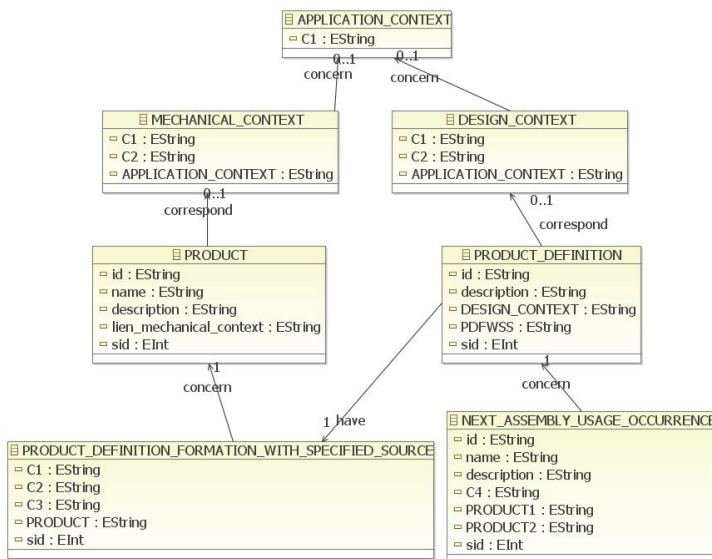 APPLICATION_CONTEXT
C1 : EString
0..1
0..1
concern
concern
MECHANICAL_CONTEXT
C1 : EString
C2 : EString
APPLICATION_CONTEXT : EString
DESIGN_CONTEXT
C1 : EString
C2 : EString
APPLICATION_CONTEXT : EString
0..1
correspond
0..1
correspond
PRODUCT
id : EString
name : EString
description : EString
lien_mechanical_context : EString
sid : EInt
PRODUCT_DEFINITION
id : EString
description : EString
DESIGN_CONTEXT : EString
PDFWSS : EString
sid : EInt
1
concern
1
concern
1 have
PRODUCT_DEFINITION_FORMATION_WITH_SPECIFIED_SOURCE
C1 : EString
C2 : EString
C3 : EString
PRODUCT : EString
sid : EInt
NEXT_ASSEMBLY_USAGE_OCCURRENCE
id : EString
name : EString
description : EString
C4 : EString
PRODUCT1 : EString
PRODUCT2 : EString
sid : EInt